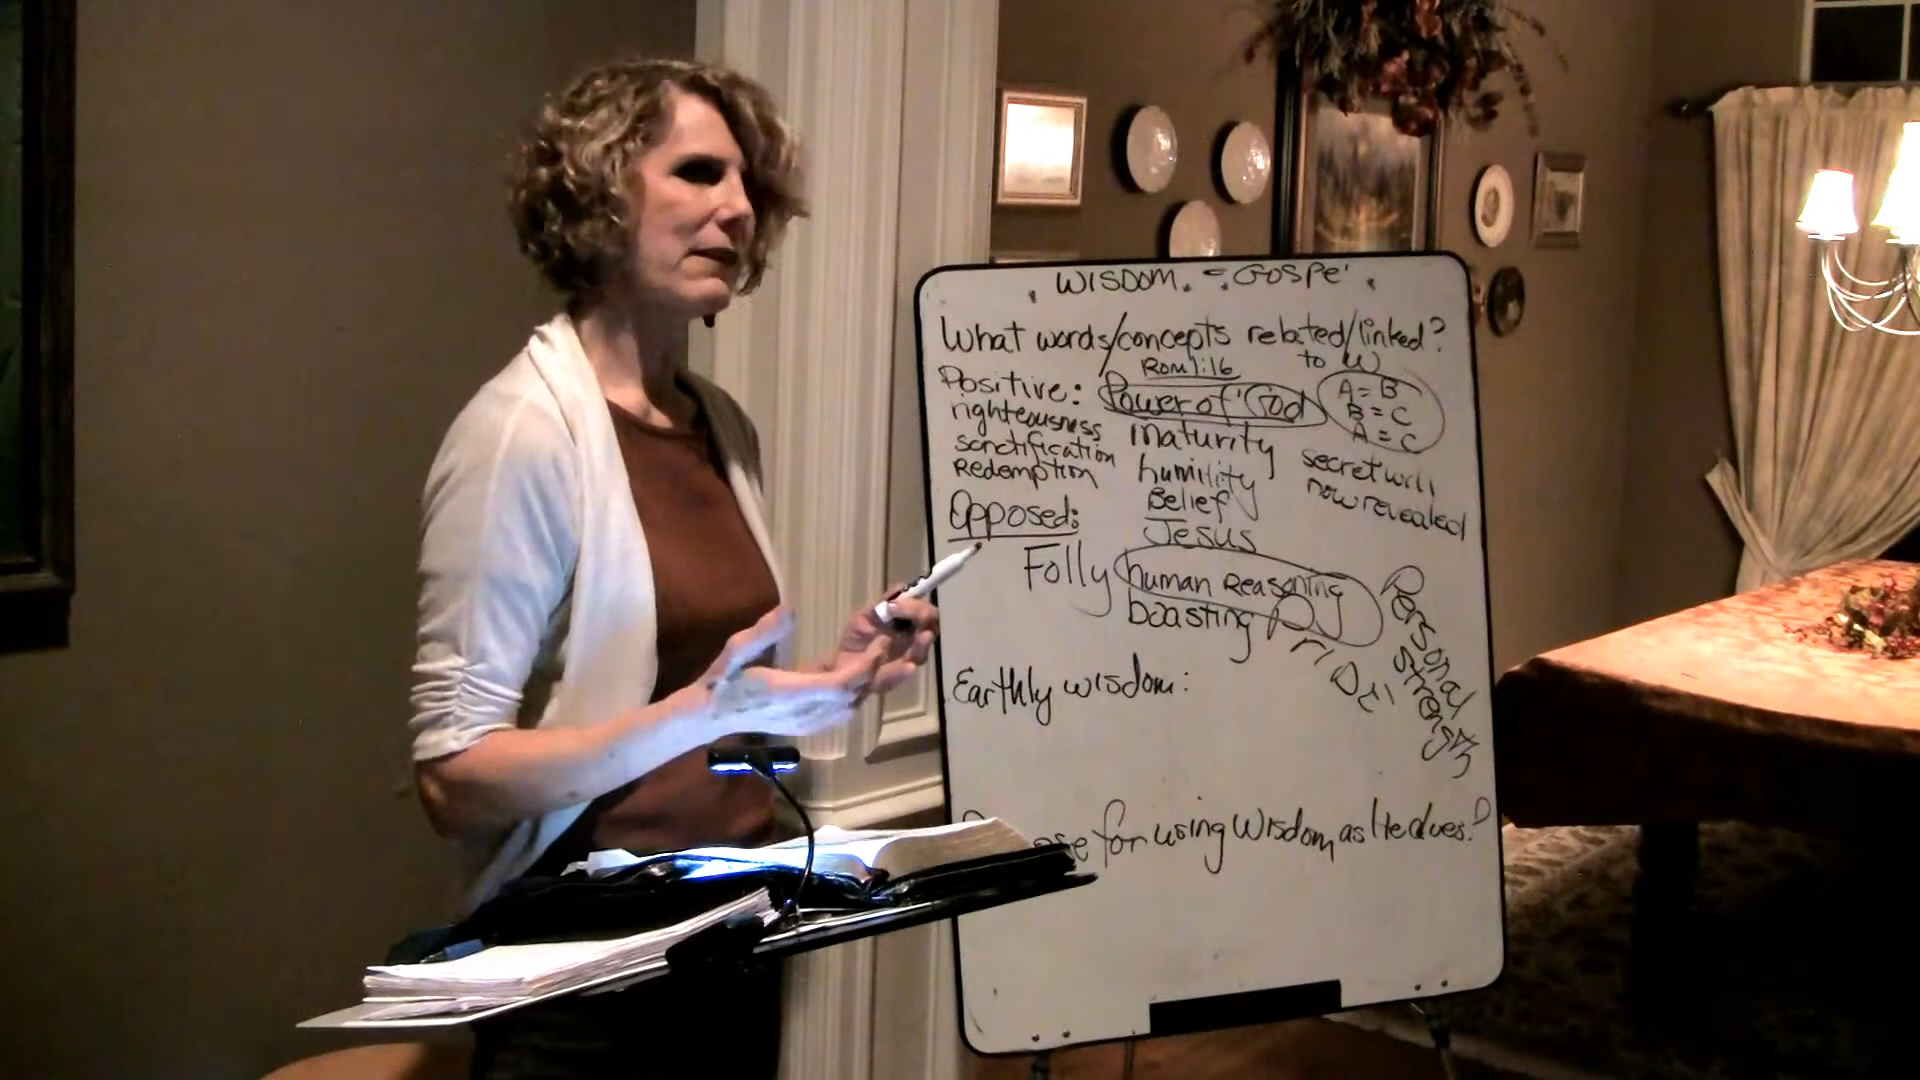 WISDOM = GOSPE
What words/concepts related/linked?
to W
Rom 1:16
Positive: Power of God
A = B
B = C
A = C
righteousness
sanctification
Redemption
maturity
humility
Belief
Jesus
secret
now revealed
Opposed:
Folly human Reasoning
boasting PRIDE
Personal
Strength
Earthly wisdom:
for using Wisdom as He does?